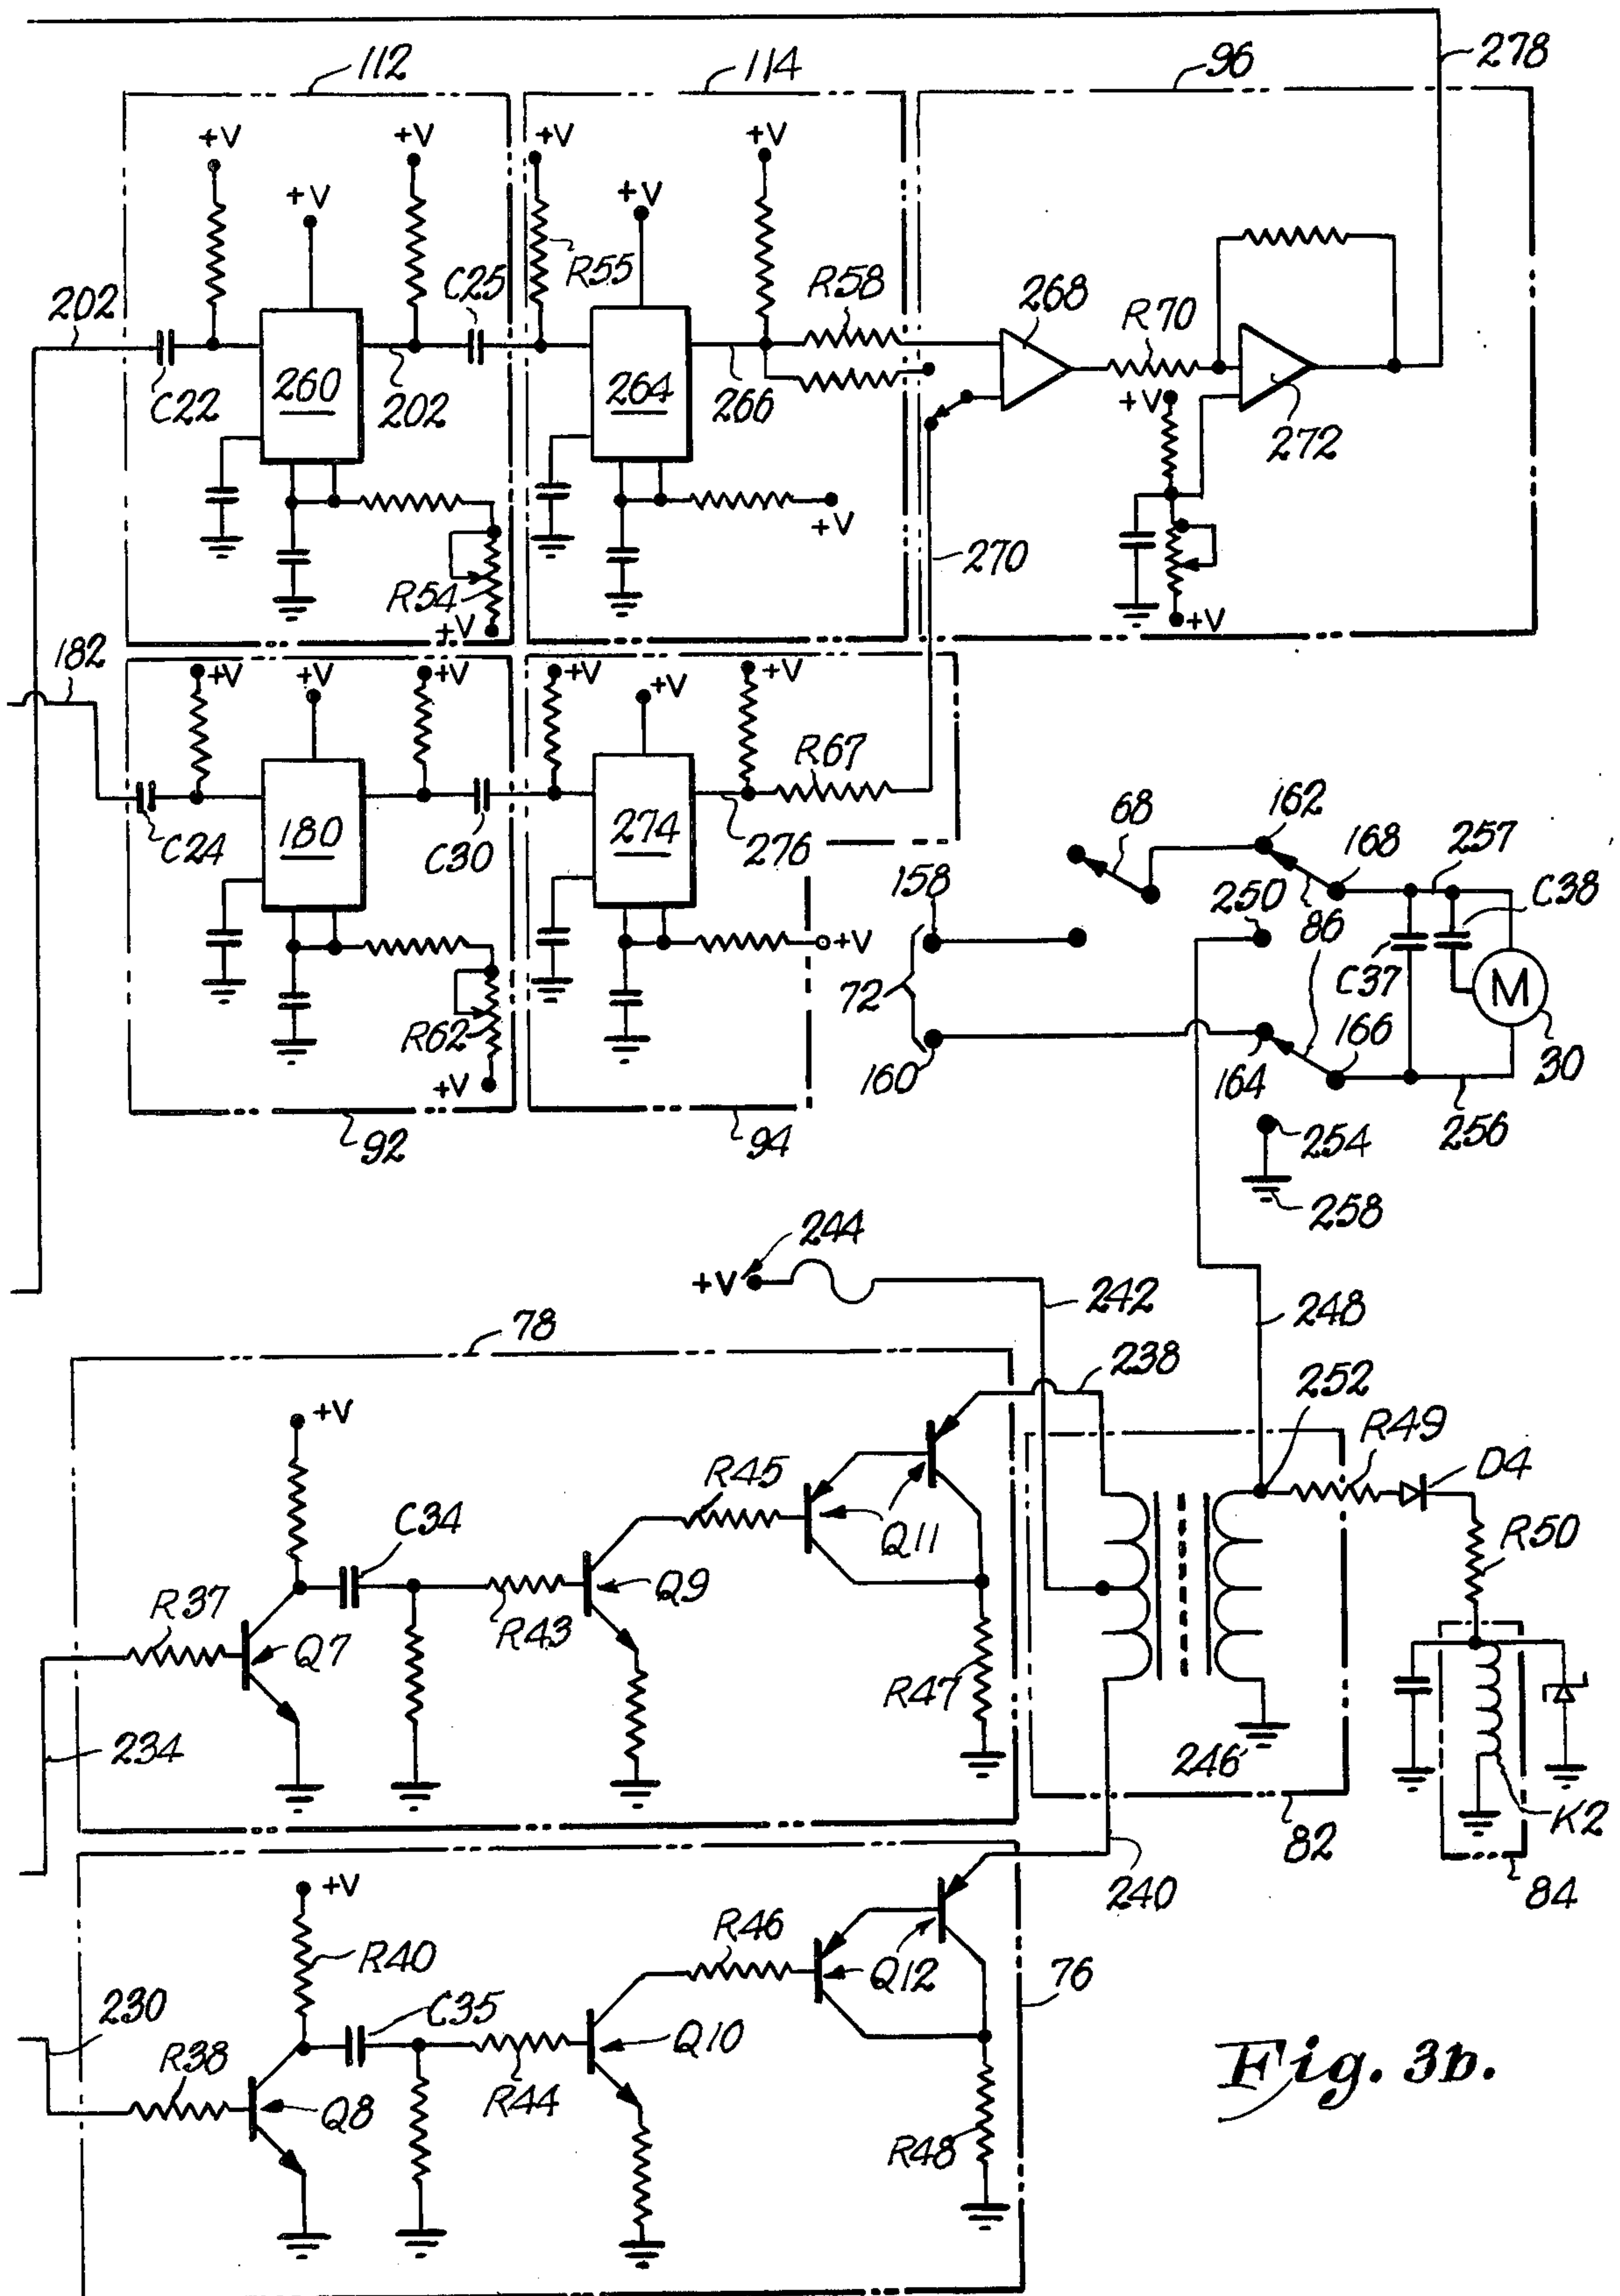 112
114
96
278
+V
+V
+V
+V
+V
+V
202
C25
R55
R58
268
R70
C22
260
202
264
266
272
+V
+V
R54
+V
270
+V
182
+V
+V
+V
+V
+V
+V
R67
C24
180
C30
274
276
68
162
168
257
C38
158
250
86
C37
M
72
+V
R62
160
164
166
30
+V
92
94
254
256
258
244
+V
242
248
78
238
252
R49
D4
+V
R45
C34
Q11
R50
R37
Q9
Q7
R43
R47
234
246
K2
82
240
84
+V
R46
R40
Q12
76
230
C35
Q10
R38
Q8
R44
R48
Fig. 3b.